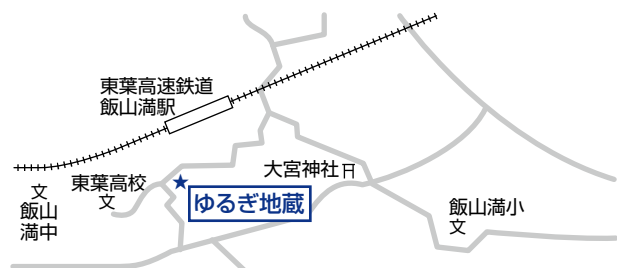 東葉高速鉄道
飯山満駅
大宮神社
東葉高校
文
文
飯山
満中
ゆるぎ地蔵
飯山満小
文